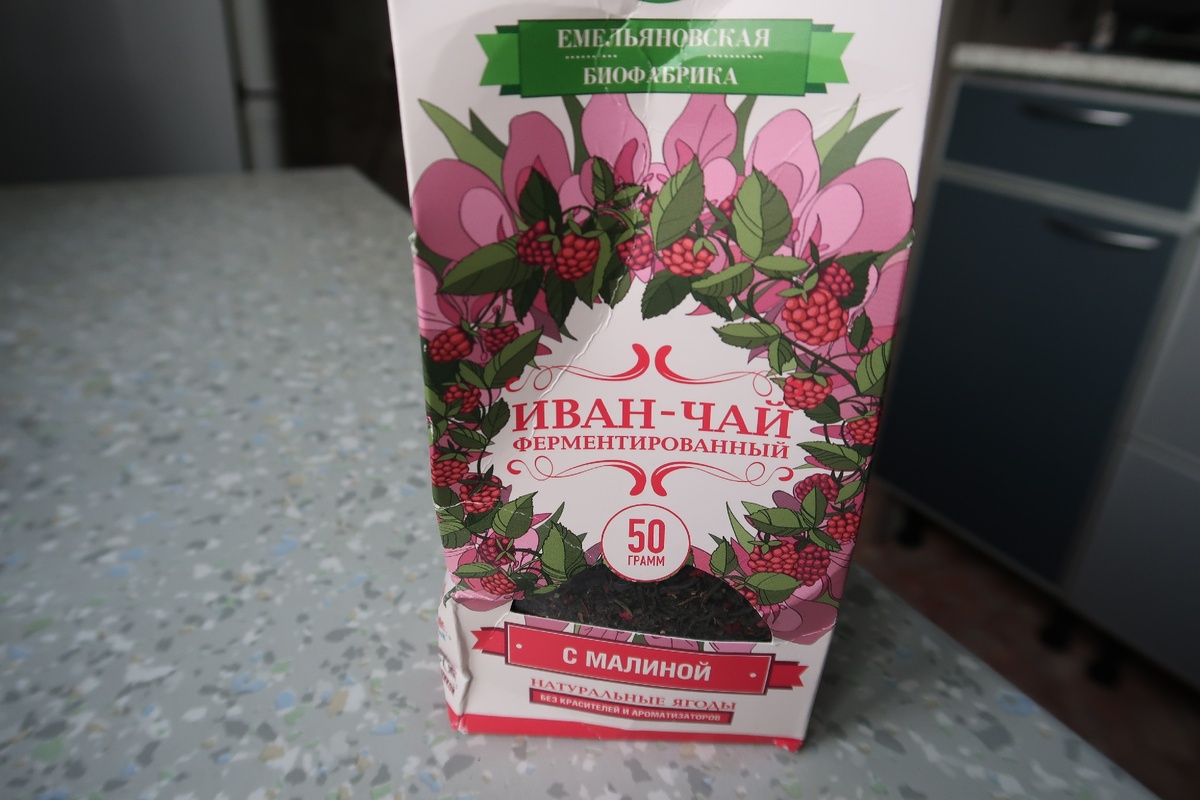 ЕМЕЛЬЯНОВСКАЯ
БИОФАБРИКА
ИВАН-ЧАЙ
ФЕРМЕНТИРОВАННЫЙ
50
ГРАММ
С МАЛИНОЙ
НАТУРАЛЬНЫЕ ЯГОДЫ
БЕЗ КРАСИТЕЛЕЙ И АРОМАТИЗАТОРОВ